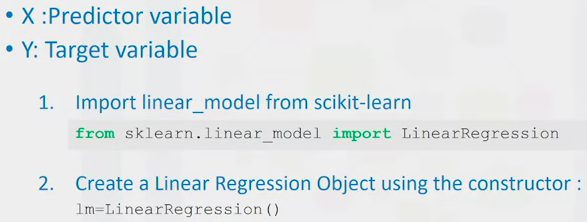 • X :Predictor variable
• Y: Target variable
1. Import linear_model from scikit-learn
from sklearn.linear_model import LinearRegression
2. Create a Linear Regression Object using the constructor :
lm=LinearRegression()